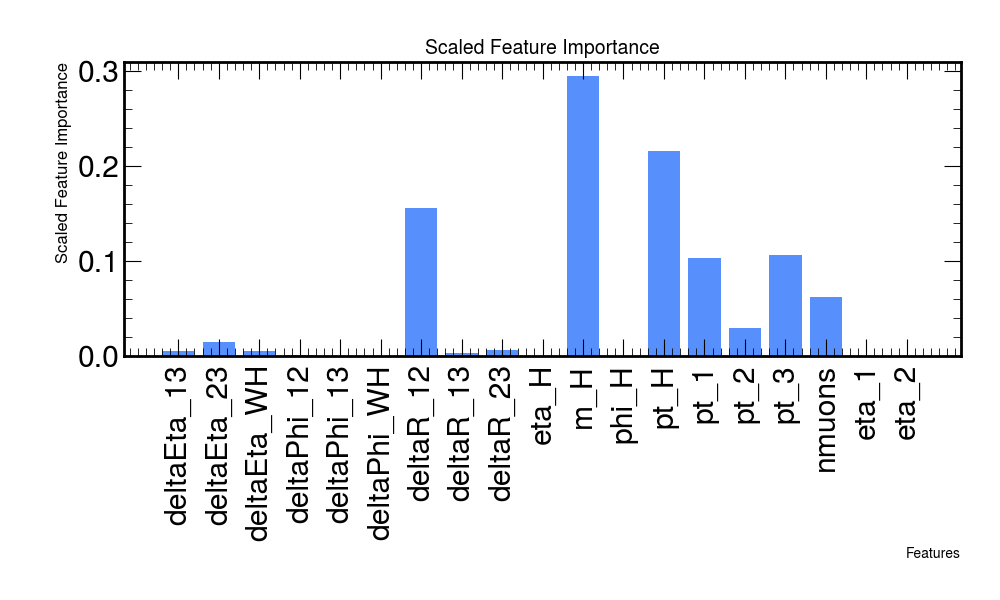 Scaled Feature Importance
Scaled Feature Importance
0.3
0.2
0.1
0.0
deltaEta_13
deltaEta_23
deltaEta_WH
deltaPhi_12
deltaPhi_13
deltaPhi_WH
deltaR_12
deltaR_13
deltaR_23
eta_H
m_H
phi_H
pt_H
pt_1
pt_2
pt_3
nmuons
eta_1
eta_2
Features